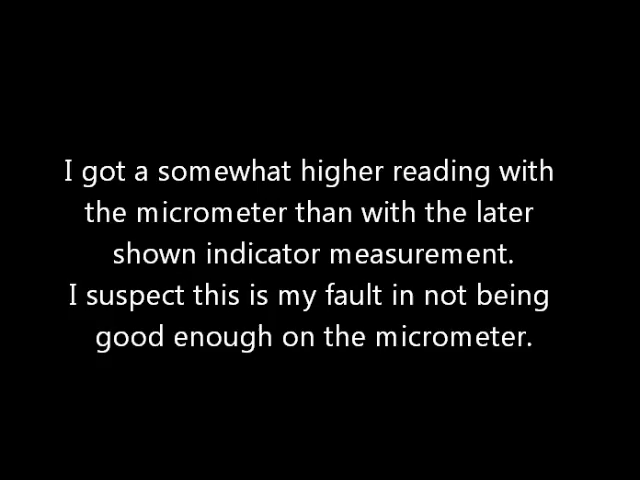 I got a somewhat higher reading with
the micrometer than with the later
shown indicator measurement.
I suspect this is my fault in not being
good enough on the micrometer.